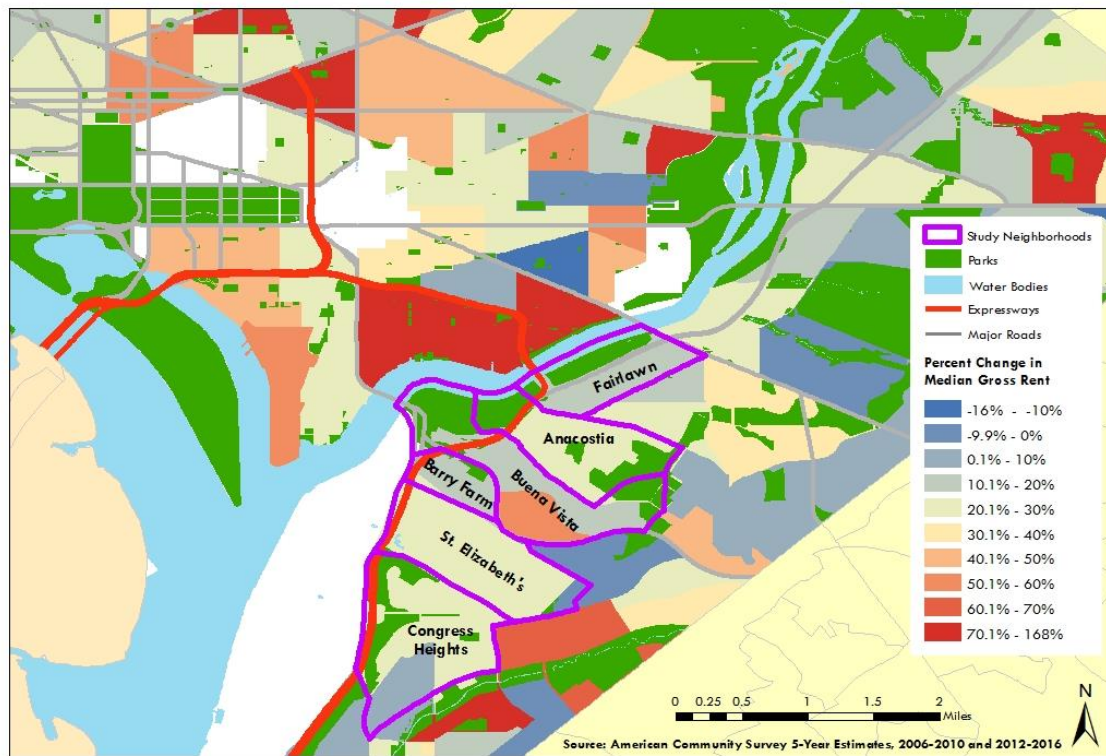 Fairlawn
Anacostia
Barry Farm
Buena Vista
St. Elizabeth's
Congress
Heights
Study Neighborhoods
Parks
Water Bodies
Expressways
Major Roads
Percent Change in
Median Gross Rent
-16% - -10%
-9.9% - 0%
0.1% - 10%
10.1% - 20%
20.1% - 30%
30.1% - 40%
40.1% - 50%
50.1% - 60%
60.1% - 70%
70.1% - 168%
N
0 0.25 0.5 1 1.5 2
Miles
Source: American Community Survey 5-Year Estimates, 2006-2010 and 2012-2016